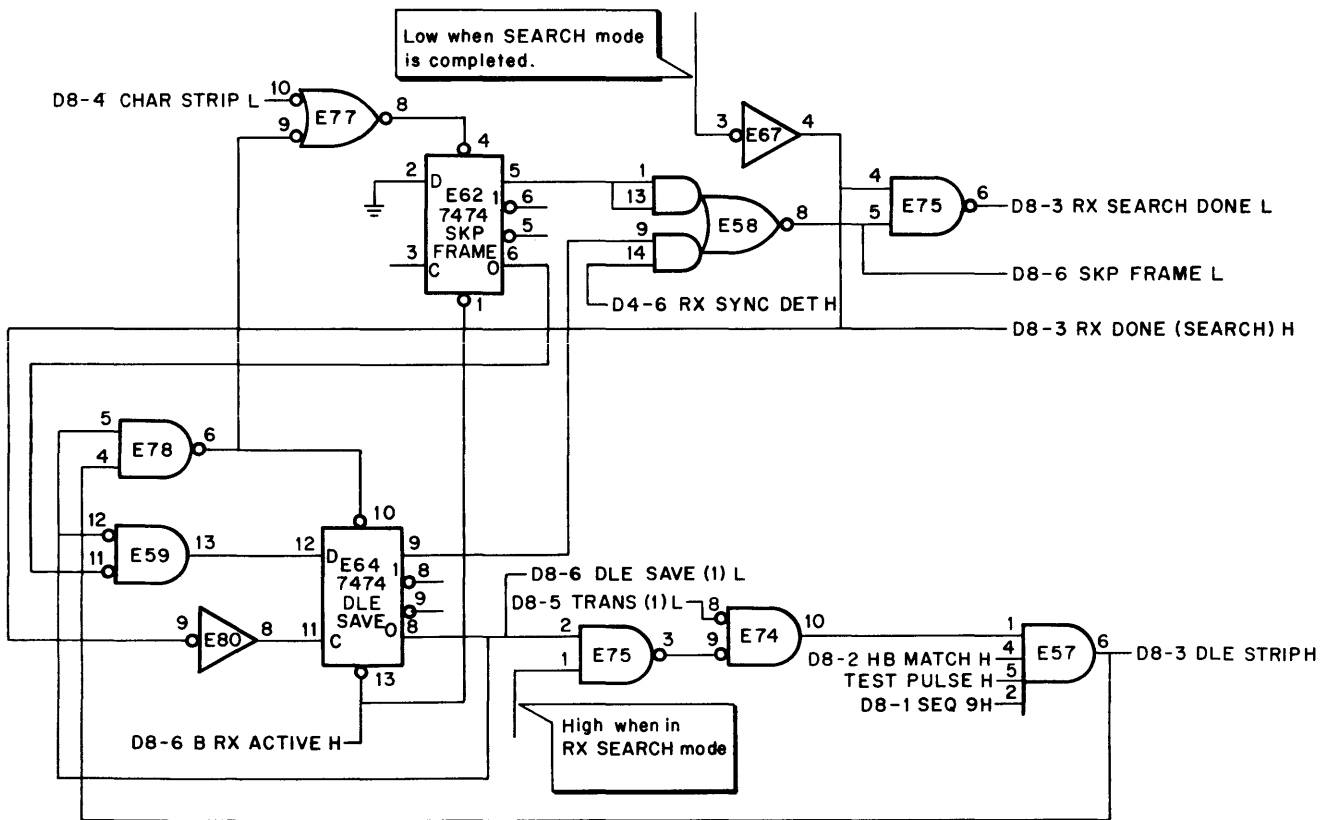 Low when SEARCH mode
is completed.
D8-4 CHAR STRIP L
10
9
E77
8
4
3
E67
4
2
D
E62
7474
SKP
FRAME
1
5
6
5
6
0
3
C
1
1
13
9
14
E58
8
4
5
E75
6
D8-3 RX SEARCH DONE L
D8-6 SKP FRAME L
D4-6 RX SYNC DET H
D8-3 RX DONE (SEARCH) H
5
4
E78
6
12
11
E59
13
9
E80
8
10
12
D
E64
7474
DLE
SAVE
1
9
8
9
8
0
11
C
13
D8-6 B RX ACTIVE H
D8-6 DLE SAVE (1) L
D8-5 TRANS (1) L
2
1
E75
3
8
9
E74
10
1
4
5
2
E57
6
D8-2 HB MATCH H
TEST PULSE H
D8-1 SEQ 9H
D8-3 DLE STRIPH
High when in
RX SEARCH mode